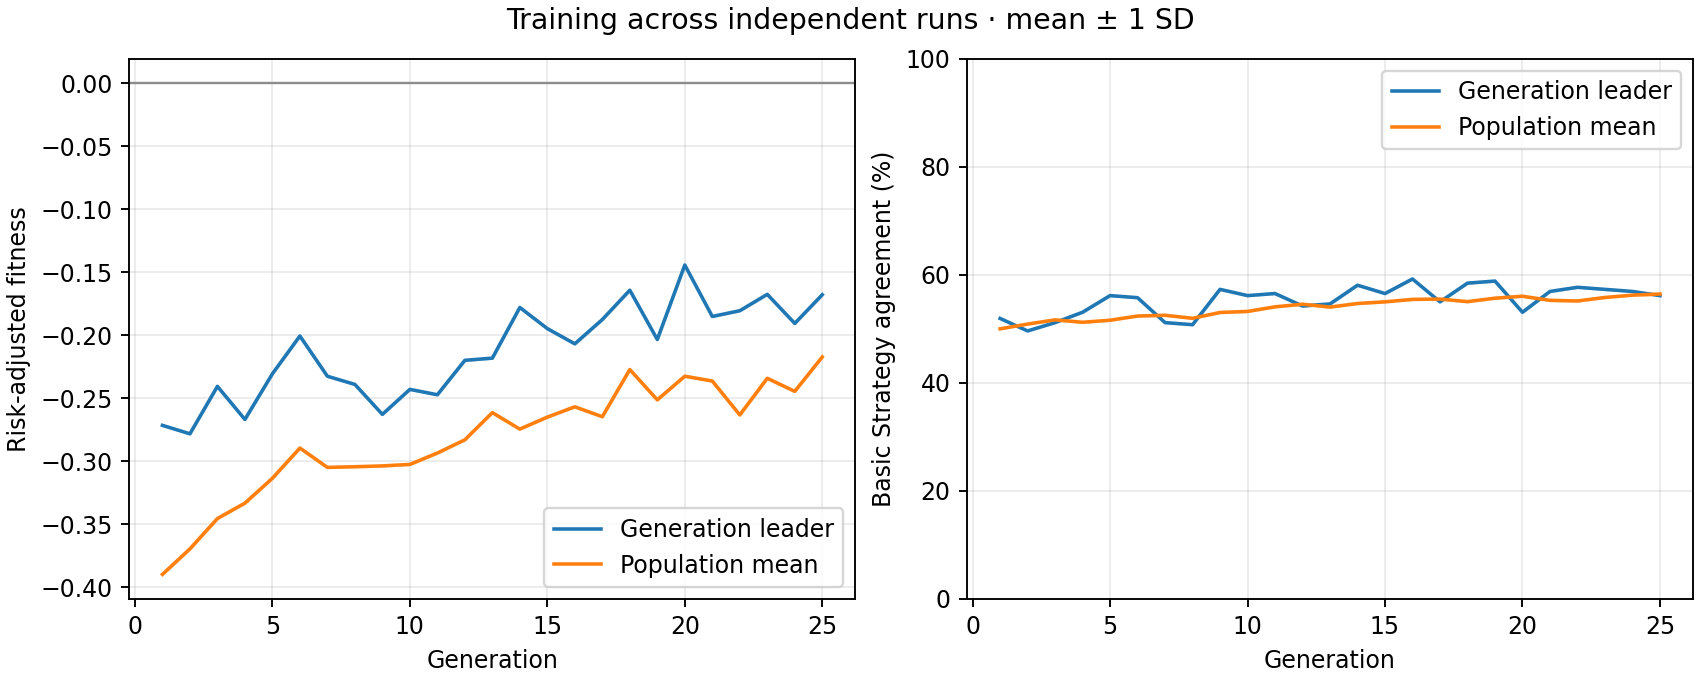 Training across independent runs · mean ± 1 SD
Risk-adjusted fitness
0.00
−0.05
−0.10
−0.15
−0.20
−0.25
−0.30
−0.35
−0.40
Generation leader
Population mean
0 5 10 15 20 25
Generation
Basic Strategy agreement (%)
100
80
60
40
20
0
Generation leader
Population mean
0 5 10 15 20 25
Generation